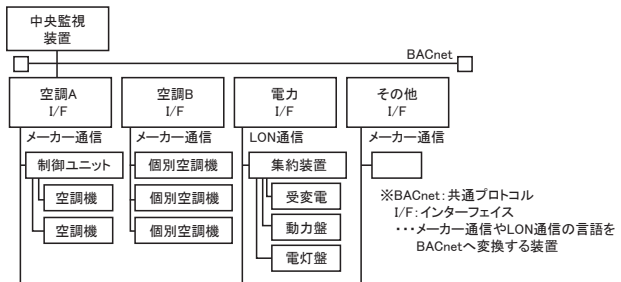 中央監視
装置
BACnet
空調A
I/F
空調B
I/F
電力
I/F
その他
I/F
メーカー通信
メーカー通信
LON通信
メーカー通信
制御ユニット
個別空調機
集約装置
空調機
個別空調機
受変電
空調機
個別空調機
動力盤
電灯盤
※BACnet：共通プロトコル
I/F：インターフェイス
・・・メーカー通信やLON通信の言語を
BACnetへ変換する装置